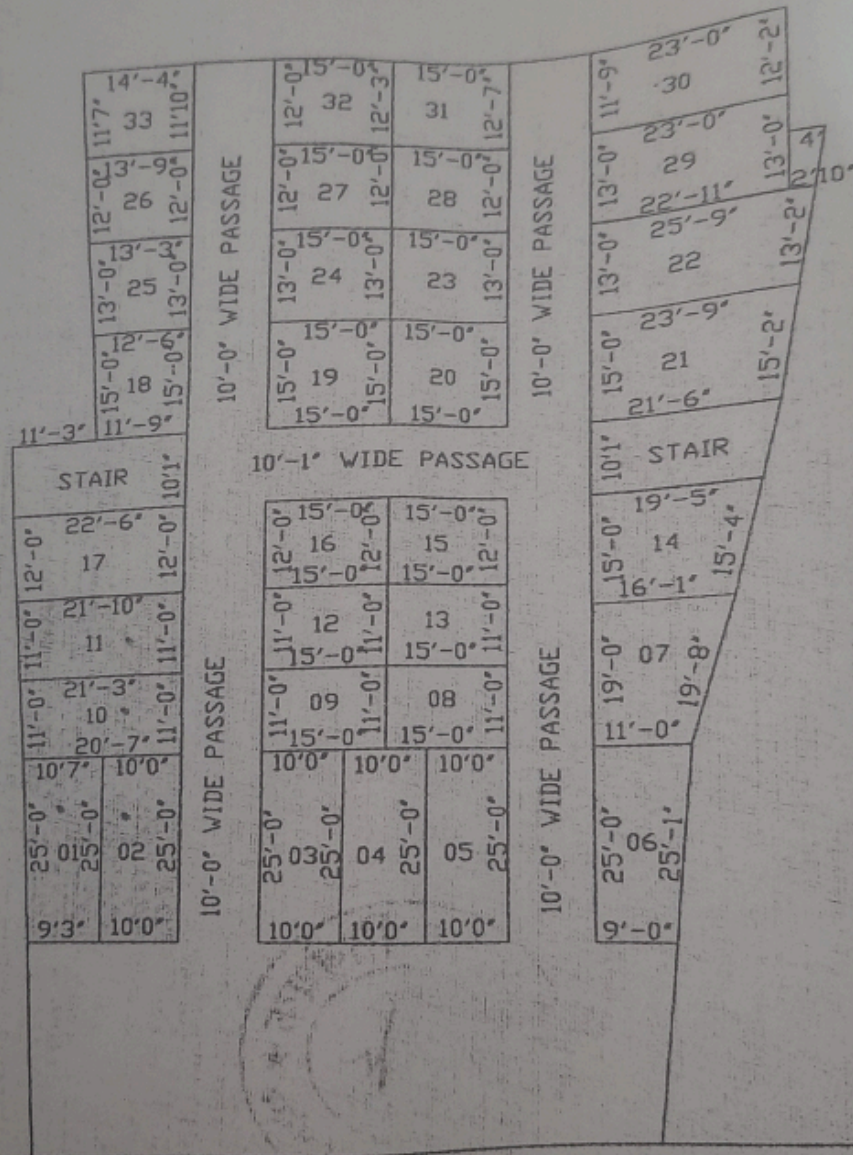 14'-4" 11'7" 33 11'10"
12'-0" 15'-0" 32 12'-3"
15'-0" 31 12'-7"
11'-9" 23'-0" 30 12'-2"
12'-0" 13'-9" 26 12'-0"
12'-0" 15'-0" 27 12'-0"
15'-0" 28 12'-0"
13'-0" 23'-0" 29 13'-0" 22'-11"
4'
2'10"
13'-3" 13'-0" 25 13'-0"
15'-0" 13'-0" 24 13'-0"
15'-0" 23 13'-0"
25'-9" 13'-0" 22 13'-2"
12'-6" 15'-0" 18 15'-0" 11'-9"
15'-0" 15'-0" 19 15'-0" 15'-0"
15'-0" 20 15'-0" 15'-0"
23'-9" 15'-0" 21 15'-2" 21'-6"
10'-0" WIDE PASSAGE
10'-0" WIDE PASSAGE
11'-3"
STAIR 10'1"
10'-1" WIDE PASSAGE
10'1" STAIR
22'-6" 12'-0" 17 12'-0"
15'-0" 12'-0" 16 12'-0" 15'-0"
15'-0" 15 12'-0" 15'-0"
19'-5" 15'-0" 14 15'-4" 16'-1"
21'-10" 11'-0" 11 11'-0"
11'-0" 12 11'-0" 15'-0"
13 11'-0" 15'-0"
19'-0" 07 19'-8" 11'-0"
21'-3" 11'-0" 10 11'-0" 20'-7"
11'-0" 09 11'-0" 15'-0"
08 11'-0" 15'-0"
10'-0" WIDE PASSAGE
10'-0" WIDE PASSAGE
10'7" 25'-0" 01 25'-0" 9'3"
10'0" 02 25'-0" 10'0"
10'0" 25'-0" 03 25'-0" 10'0"
10'0" 04 25'-0" 10'0"
10'0" 05 25'-0" 10'0"
25'-0" 06 25'-1" 9'-0"